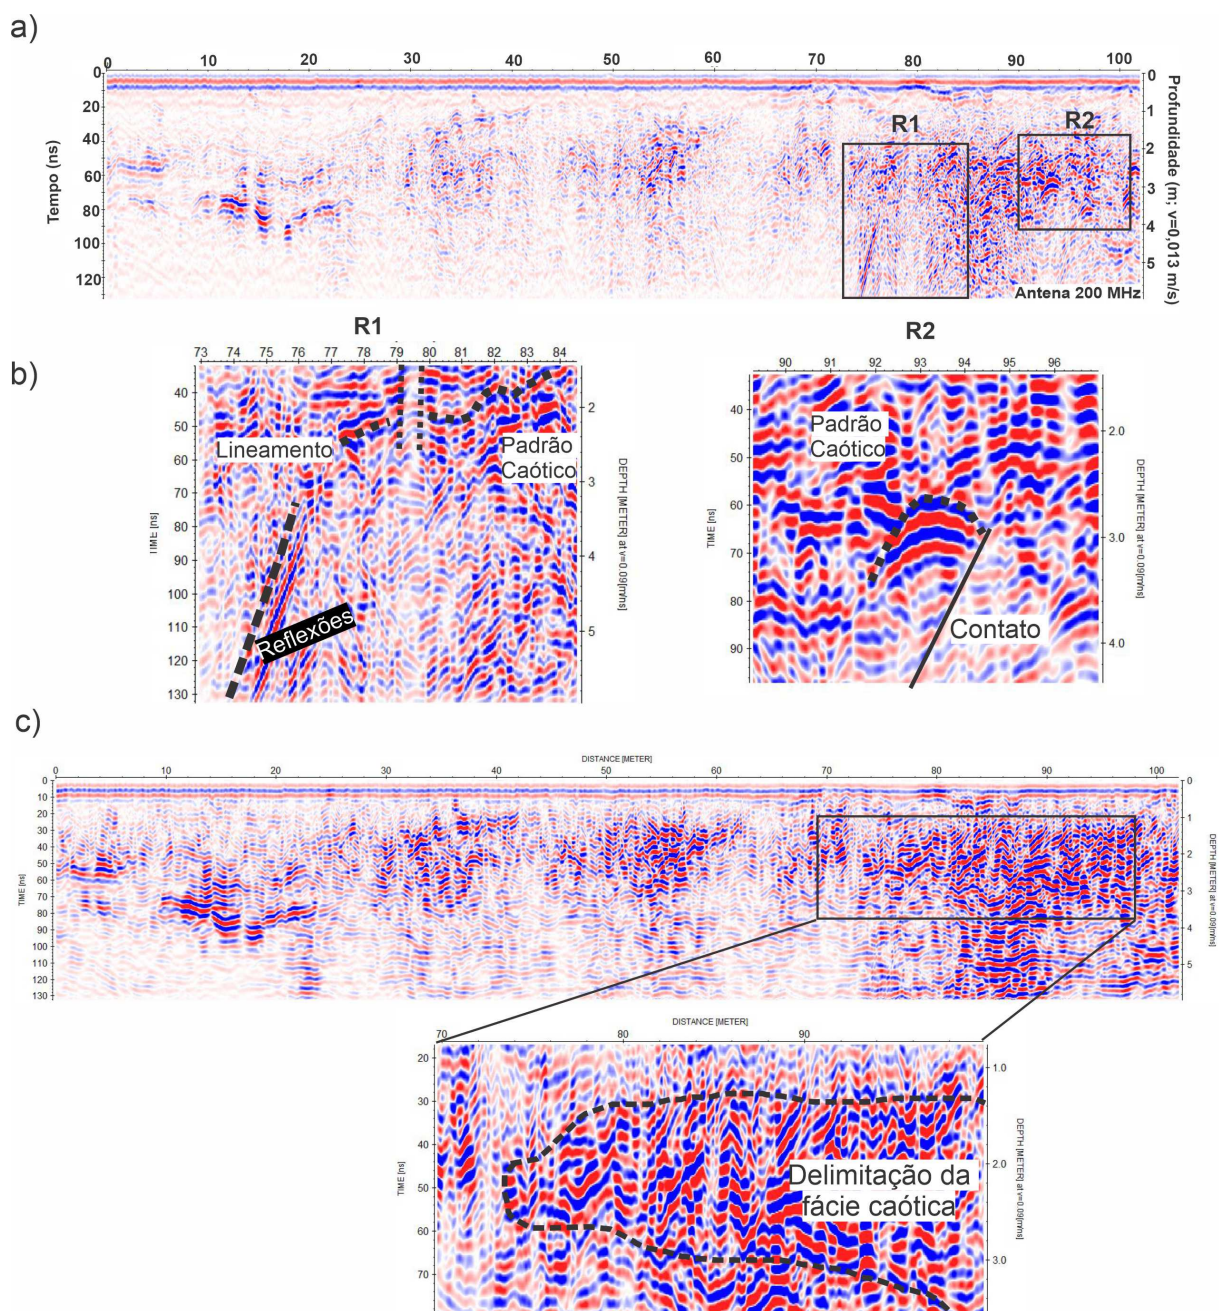 a)
0 10 20 30 40 50 60 70 80 90 100
0
20
40
60
80
100
120
Tempo (ns)
R1
R2
0
1
2
3
4
5
Profundidade (m; v=0,013 m/s)
Antena 200 MHz
b)
R1
73 74 75 76 77 78 79 80 81 82 83 84
40
50
60
70
80
90
100
110
120
130
TIME [ns]
Lineamento
Padrão
Caótico
Reflexões
2
3
4
5
DEPTH [METER] at v=0.09[m/ns]
R2
90 91 92 93 94 95 96
40
50
60
70
80
90
TIME [ns]
Padrão
Caótico
Contato
2.0
3.0
4.0
DEPTH [METER] at v=0.09[m/ns]
c)
DISTANCE [METER]
0 10 20 30 40 50 60 70 80 90 100
0
10
20
30
40
50
60
70
80
90
100
110
120
130
TIME [ns]
0
1
2
3
4
5
DEPTH [METER] at v=0.09[m/ns]
DISTANCE [METER]
70 80 90
20
30
40
50
60
70
TIME [ns]
Delimitação da
fácie caótica
1.0
2.0
3.0
DEPTH [METER] at v=0.09[m/ns]